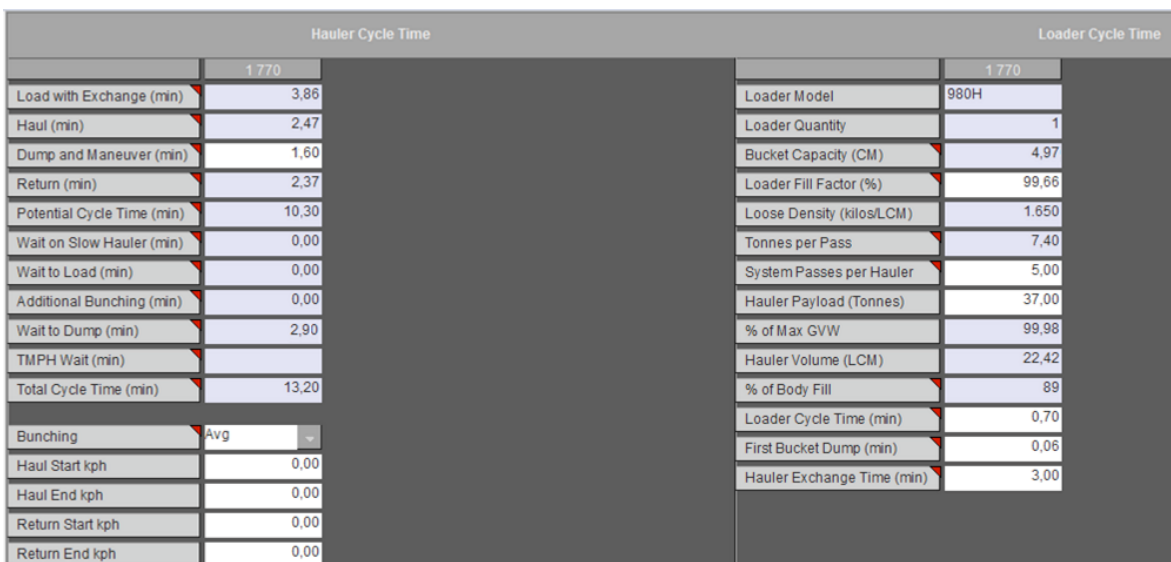 Hauler Cycle Time
1 770
Load with Exchange (min) 3,86
Haul (min) 2,47
Dump and Maneuver (min) 1,60
Return (min) 2,37
Potential Cycle Time (min) 10,30
Wait on Slow Hauler (min) 0,00
Wait to Load (min) 0,00
Additional Bunching (min) 0,00
Wait to Dump (min) 2,90
TMPH Wait (min)
Total Cycle Time (min) 13,20
Bunching Avg
Haul Start kph 0,00
Haul End kph 0,00
Return Start kph 0,00
Return End kph 0,00
Loader Cycle Time
1 770
Loader Model 980H
Loader Quantity 1
Bucket Capacity (CM) 4,97
Loader Fill Factor (%) 99,66
Loose Density (kilos/LCM) 1.650
Tonnes per Pass 7,40
System Passes per Hauler 5,00
Hauler Payload (Tonnes) 37,00
% of Max GVW 99,98
Hauler Volume (LCM) 22,42
% of Body Fill 89
Loader Cycle Time (min) 0,70
First Bucket Dump (min) 0,06
Hauler Exchange Time (min) 3,00